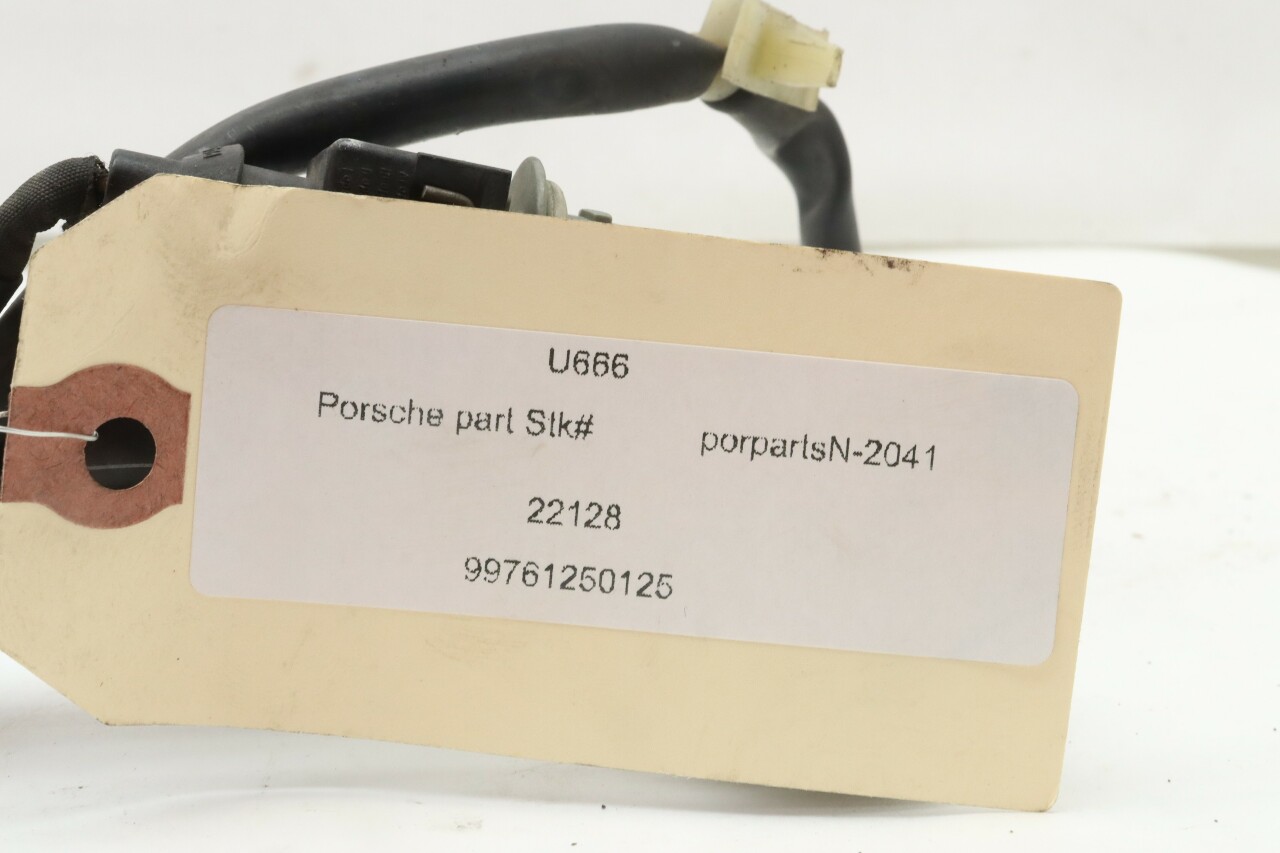 U666
Porsche part Stk# porpartsN-2041
22128
99761250125